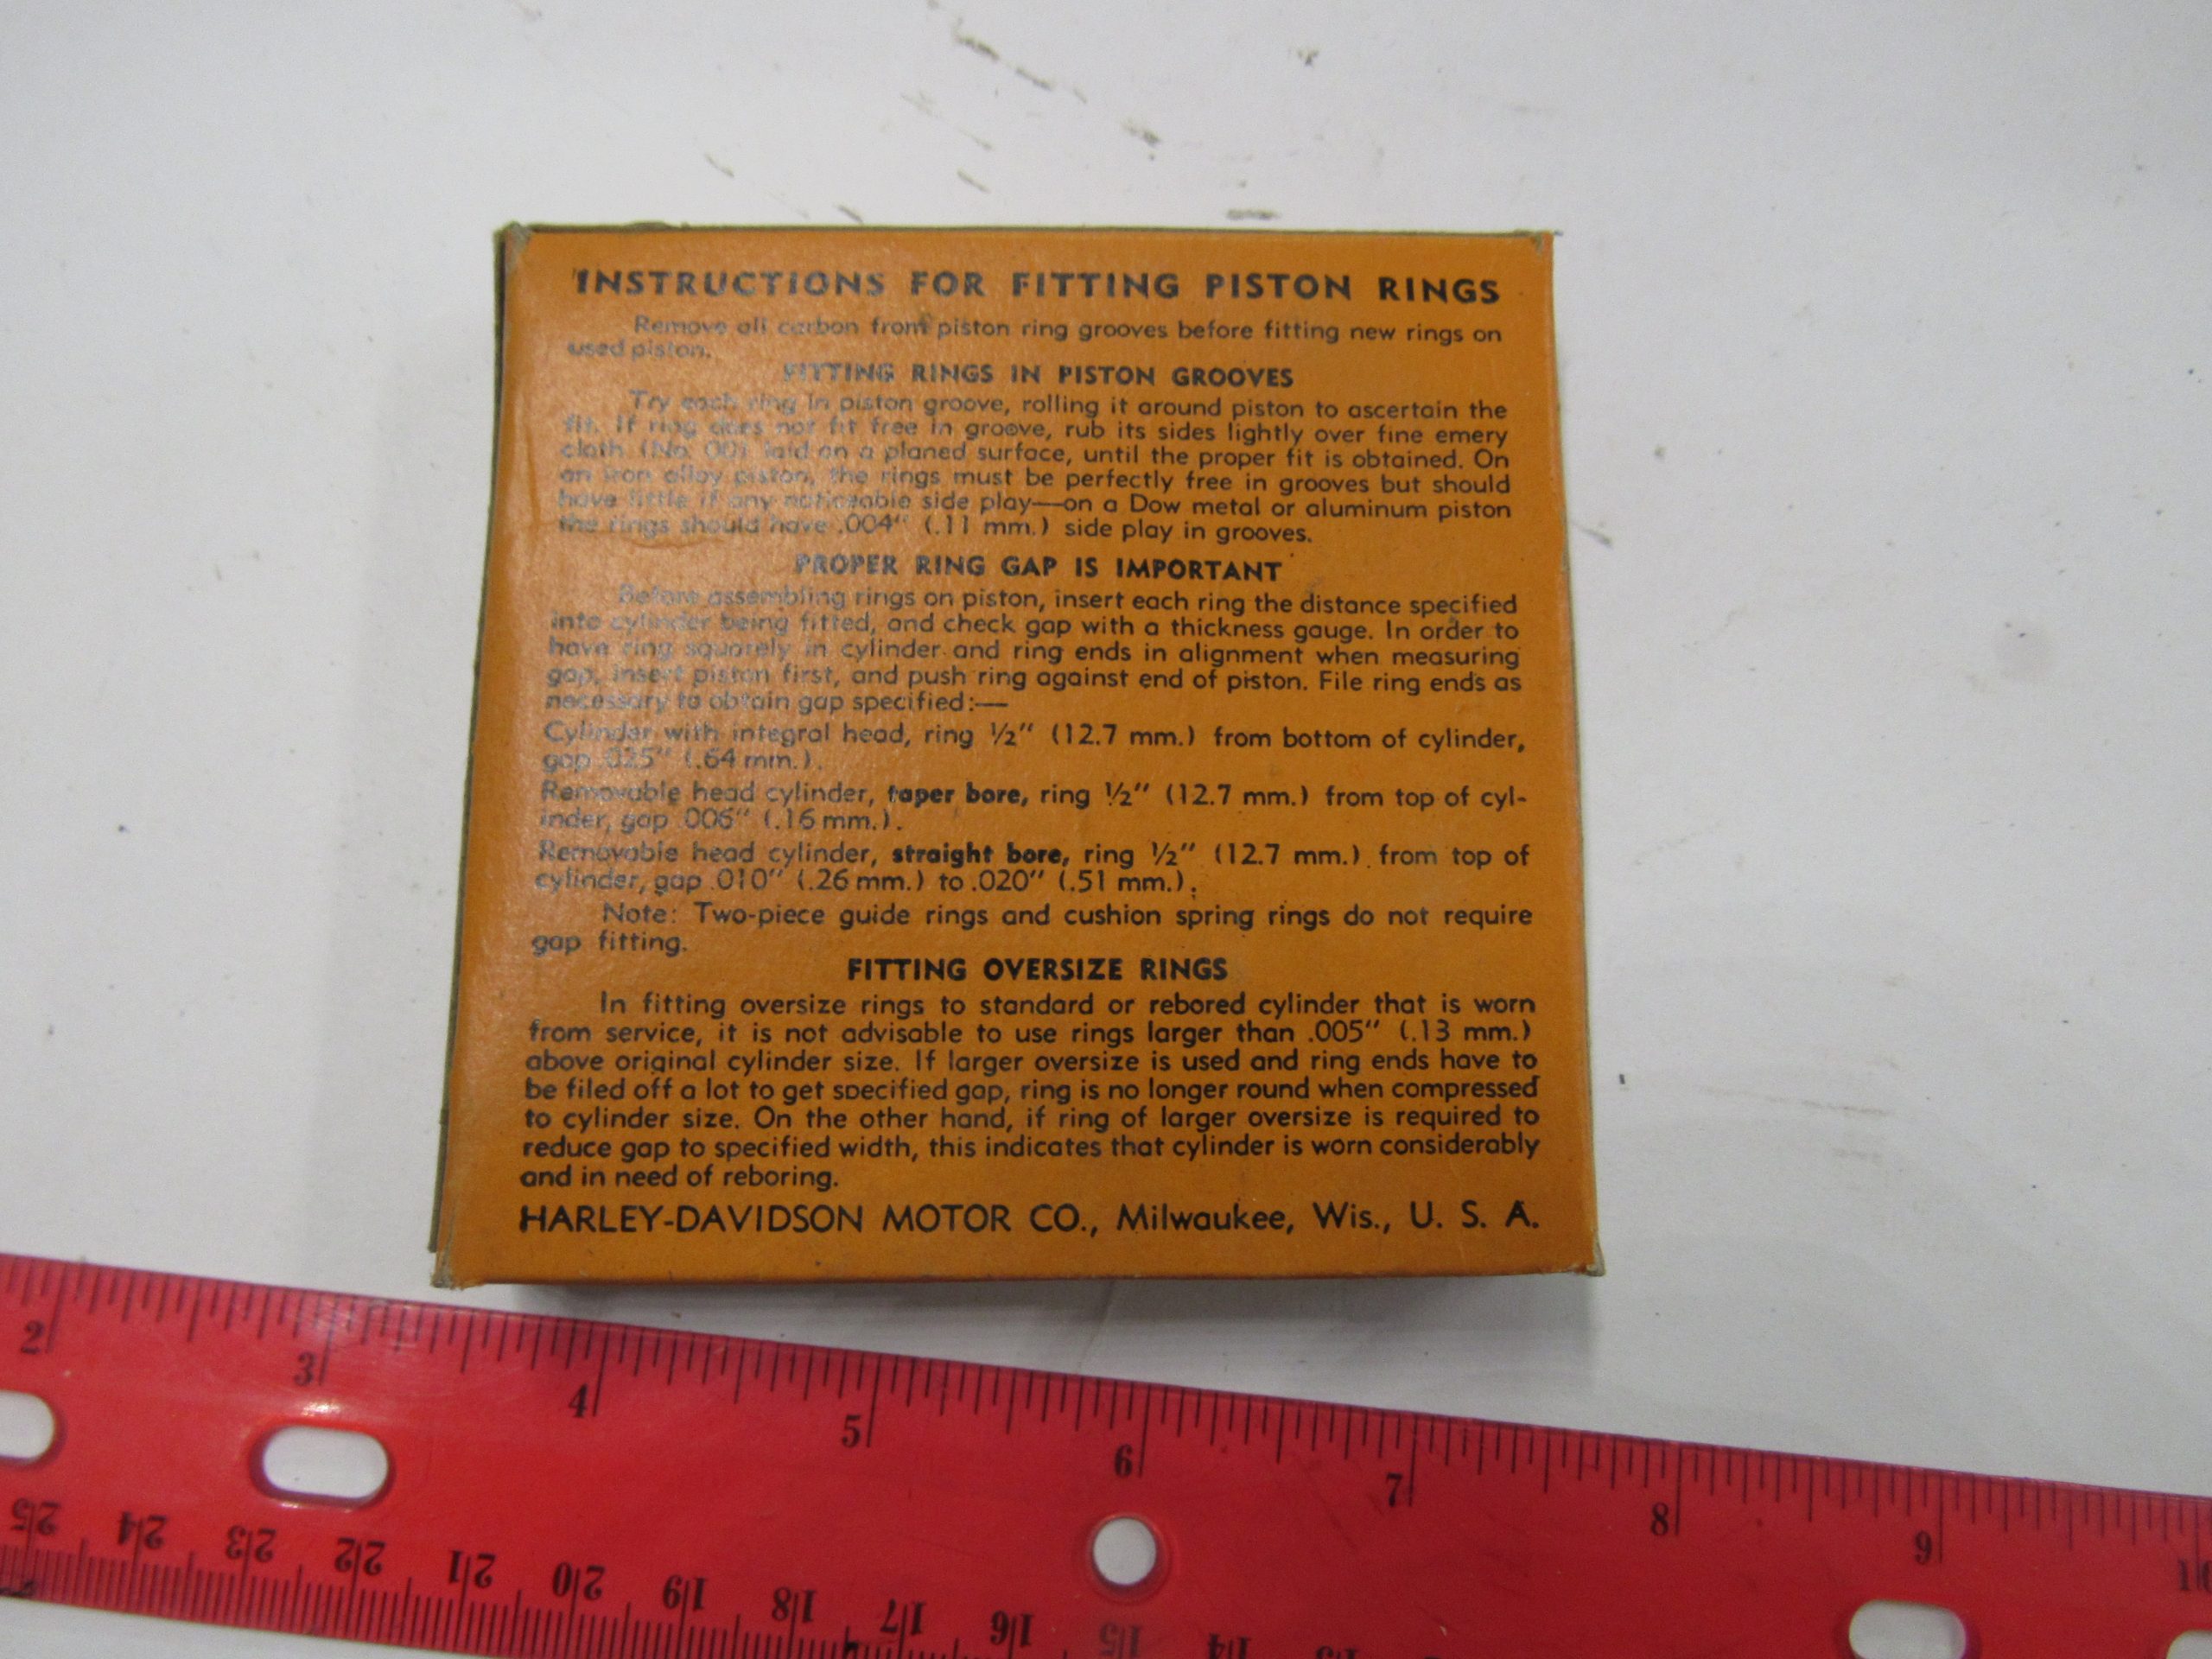 INSTRUCTIONS FOR FITTING PISTON RINGS
Remove all carbon from piston ring grooves before fitting new rings on
used piston.
FITTING RINGS IN PISTON GROOVES
Try each ring in piston groove, rolling it around piston to ascertain the
fit. If ring does not fit free in groove, rub its sides lightly over fine emery
cloth (No. 00) laid on a planed surface, until the proper fit is obtained. On
an iron alloy piston, the rings must be perfectly free in grooves but should
have little if any noticeable side play—on a Dow metal or aluminum piston
the rings should have .004" (.11 mm.) side play in grooves.
PROPER RING GAP IS IMPORTANT
Before assembling rings on piston, insert each ring the distance specified
into cylinder being fitted, and check gap with a thickness gauge. In order to
have ring squarely in cylinder and ring ends in alignment when measuring
gap, insert piston first, and push ring against end of piston. File ring ends as
necessary to obtain gap specified:—
Cylinder with integral head, ring ½" (12.7 mm.) from bottom of cylinder,
gap .025" (.64 mm.).
Removable head cylinder, taper bore, ring ½" (12.7 mm.) from top of cyl-
inder, gap .006" (.16 mm.).
Removable head cylinder, straight bore, ring ½" (12.7 mm.) from top of
cylinder, gap .010" (.26 mm.) to .020" (.51 mm.).
Note: Two-piece guide rings and cushion spring rings do not require
gap fitting.
FITTING OVERSIZE RINGS
In fitting oversize rings to standard or rebored cylinder that is worn
from service, it is not advisable to use rings larger than .005" (.13 mm.)
above original cylinder size. If larger oversize is used and ring ends have to
be filed off a lot to get specified gap, ring is no longer round when compressed
to cylinder size. On the other hand, if ring of larger oversize is required to
reduce gap to specified width, this indicates that cylinder is worn considerably
and in need of reboring.
HARLEY-DAVIDSON MOTOR CO., Milwaukee, Wis., U. S. A.
2 3 4 5 6 7 8 9 10
25 24 23 22 21 20 19 18 17 16 15 14 13